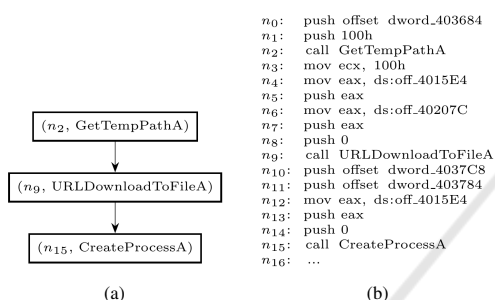 (n2, GetTempPathA)
(n9, URLDownloadToFileA)
(n15, CreateProcessA)
(a)
n0: push offset dword_403684
n1: push 100h
n2: call GetTempPathA
n3: mov ecx, 100h
n4: mov eax, ds:off_4015E4
n5: push eax
n6: mov eax, ds:off_40207C
n7: push eax
n8: push 0
n9: call URLDownloadToFileA
n10: push offset dword_4037C8
n11: push offset dword_403784
n12: mov eax, ds:off_4015E4
n13: push eax
n14: push 0
n15: call CreateProcessA
n16: ...
(b)